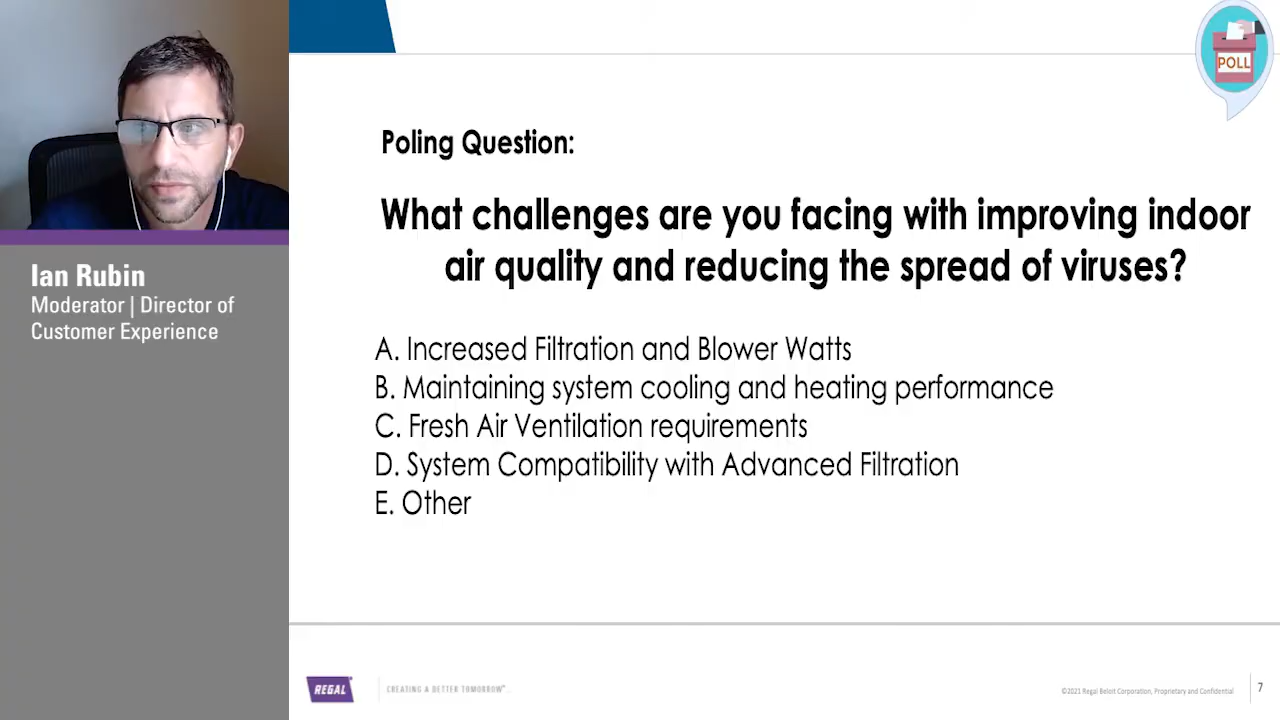 POLL
Poling Question:
What challenges are you facing with improving indoor
air quality and reducing the spread of viruses?
Ian Rubin
Moderator | Director of
Customer Experience
A. Increased Filtration and Blower Watts
B. Maintaining system cooling and heating performance
C. Fresh Air Ventilation requirements
D. System Compatibility with Advanced Filtration
E. Other
REGAL
CREATING A BETTER TOMORROW™...
©2021 Regal Beloit Corporation, Proprietary and Confidential
7